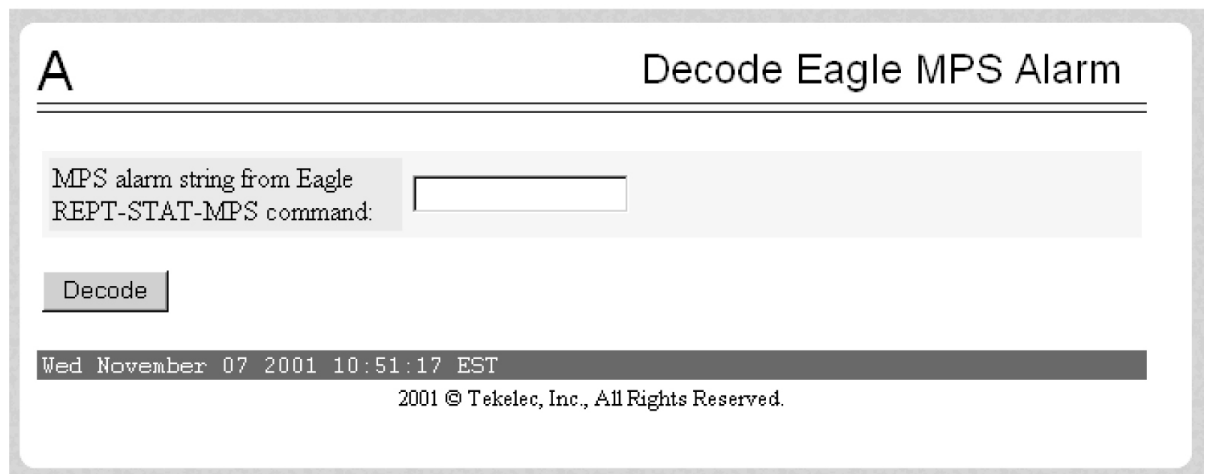 A
Decode Eagle MPS Alarm
MPS alarm string from Eagle
REPT-STAT-MPS command:
Decode
Wed November 07 2001 10:51:17 EST
2001 © Tekelec, Inc., All Rights Reserved.